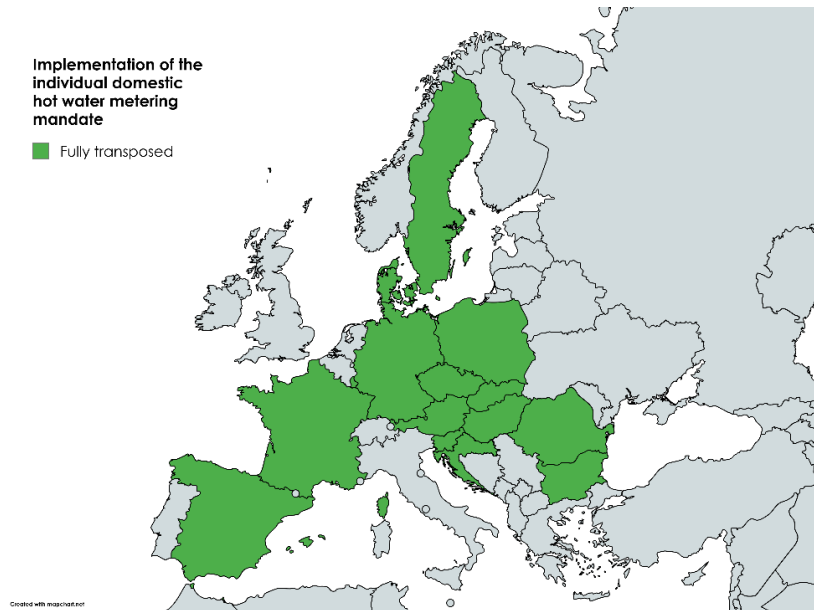 Implementation of the
individual domestic
hot water metering
mandate
Fully transposed
Created with mapchart.net